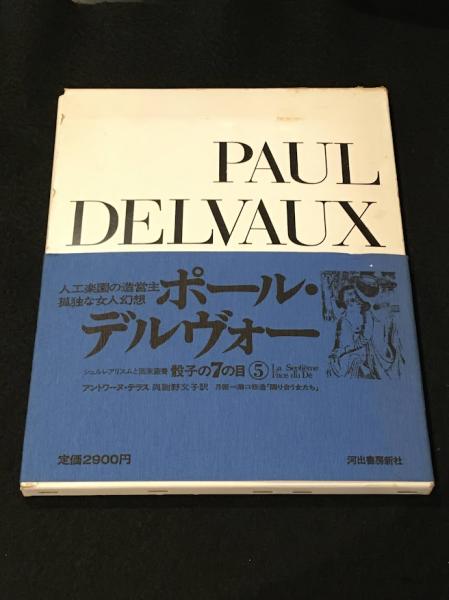 PAUL
DELVAUX
人工楽園の造営主
孤独な女人幻想
ポール・
デルヴォー
シュルレアリスムと画家叢書 骰子の7の目 ⑤ La Septième
Face du Dé
アントワーヌ・テラス 與謝野文子訳 月報=瀧口修造「隣り合う女たち」
定価2900円
河出書房新社